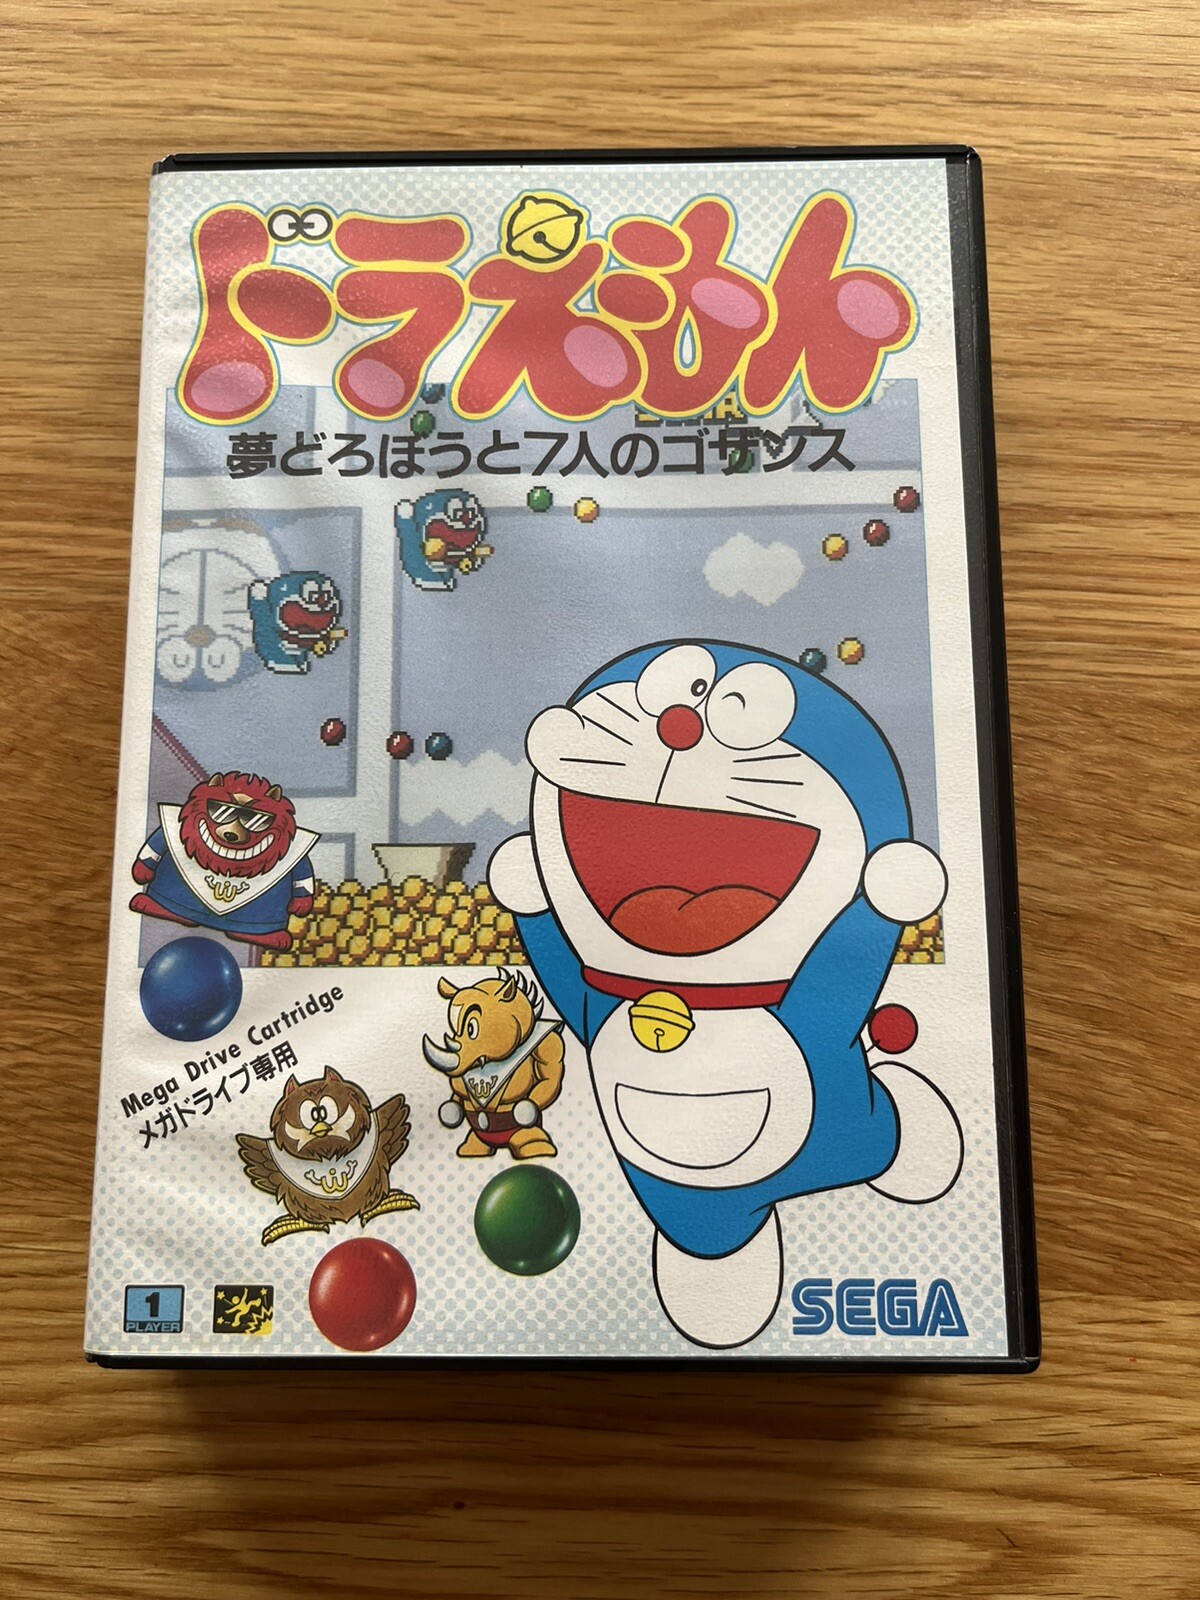 ドラえもん
夢どろぼうと7人のゴザンス
Mega Drive Cartridge
メガドライブ専用
1
PLAYER
SEGA